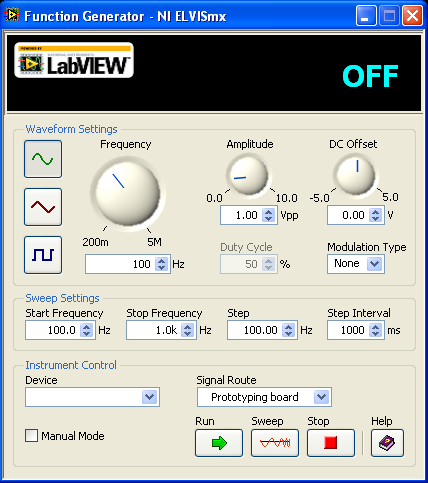 Function Generator - NI ELVISmx
POWERED BY
NATIONAL INSTRUMENTS
LabVIEW™
OFF
Waveform Settings
Frequency
Amplitude
DC Offset
200m 5M
0.0 10.0
-5.0 5.0
100 Hz
1.00 Vpp
0.00 V
Duty Cycle
Modulation Type
50 %
None
Sweep Settings
Start Frequency
Stop Frequency
Step
Step Interval
100.0 Hz
1.0k Hz
100.00 Hz
1000 ms
Instrument Control
Device
Signal Route
Prototyping board
Manual Mode
Run
Sweep
Stop
Help